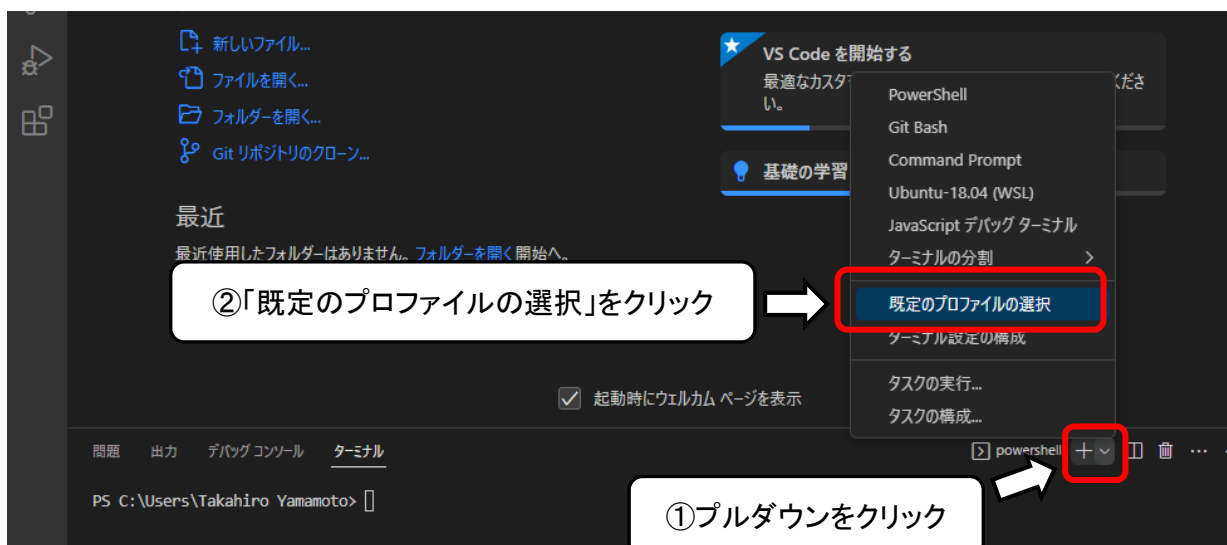 新しいファイル...
ファイルを開く...
フォルダーを開く...
Git リポジトリのクローン...
最近
最近使用したフォルダーはありません。フォルダーを開く開始へ。
VS Code を開始する
最適なカスタ
くださ
い。
基礎の学習
PowerShell
Git Bash
Command Prompt
Ubuntu-18.04 (WSL)
JavaScript デバッグ ターミナル
ターミナルの分割
既定のプロファイルの選択
ターミナル設定の構成
タスクの実行...
タスクの構成...
②「既定のプロファイルの選択」をクリック
起動時にウェルカム ページを表示
問題 出力 デバッグ コンソール ターミナル
powershell
PS C:\Users\Takahiro Yamamoto>
①プルダウンをクリック